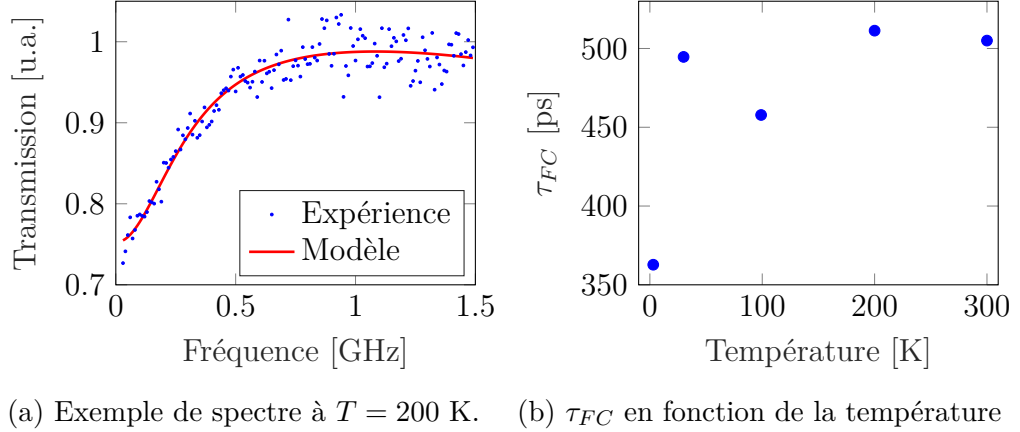 Transmission [u.a.]
1
0.9
0.8
0.7
0
0.5
1
1.5
Fréquence [GHz]
Expérience
Modèle
τ_FC [ps]
500
450
400
350
0
100
200
300
Température [K]
(a) Exemple de spectre à T = 200 K.
(b) τ_FC en fonction de la température